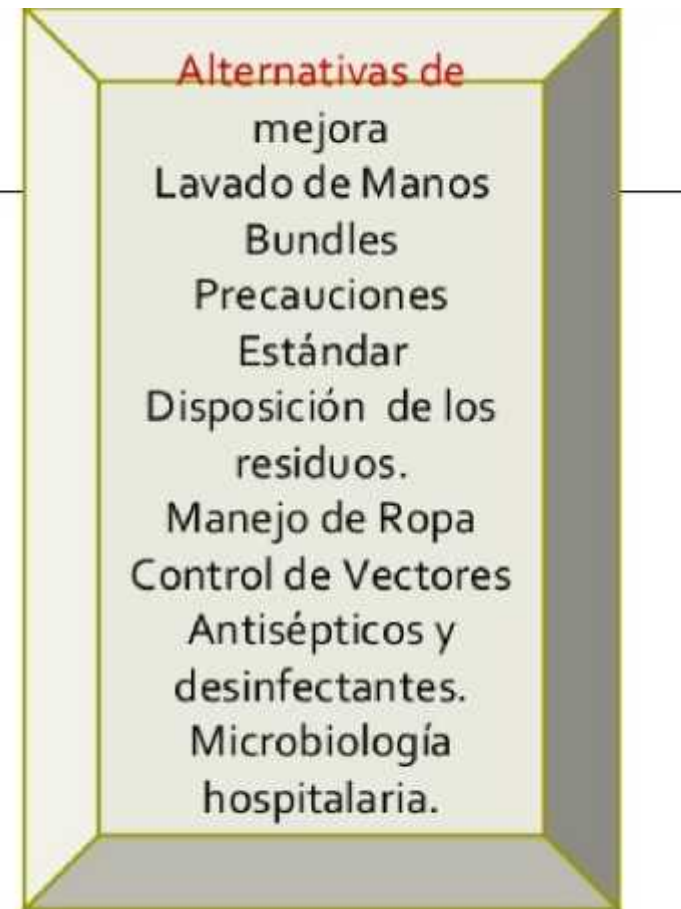 Alternativas de
mejora
Lavado de Manos
Bundles
Precauciones
Estándar
Disposición de los
residuos.
Manejo de Ropa
Control de Vectores
Antisépticos y
desinfectantes.
Microbiología
hospitalaria.